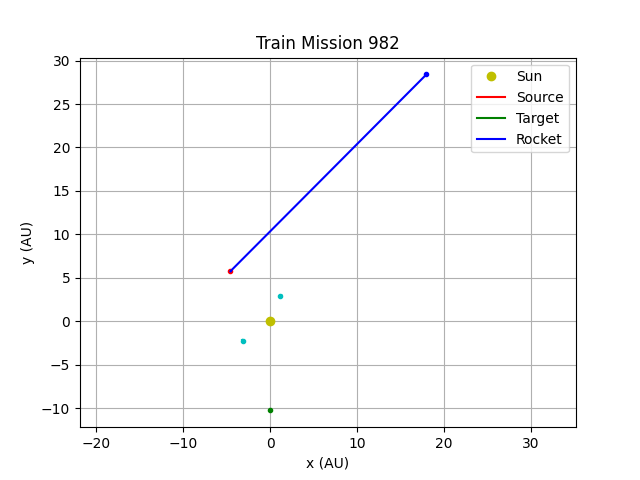 Train Mission 982
30
25
20
15
10
5
0
−5
−10
y (AU)
Sun
Source
Target
Rocket
−20
−10
0
10
20
30
x (AU)